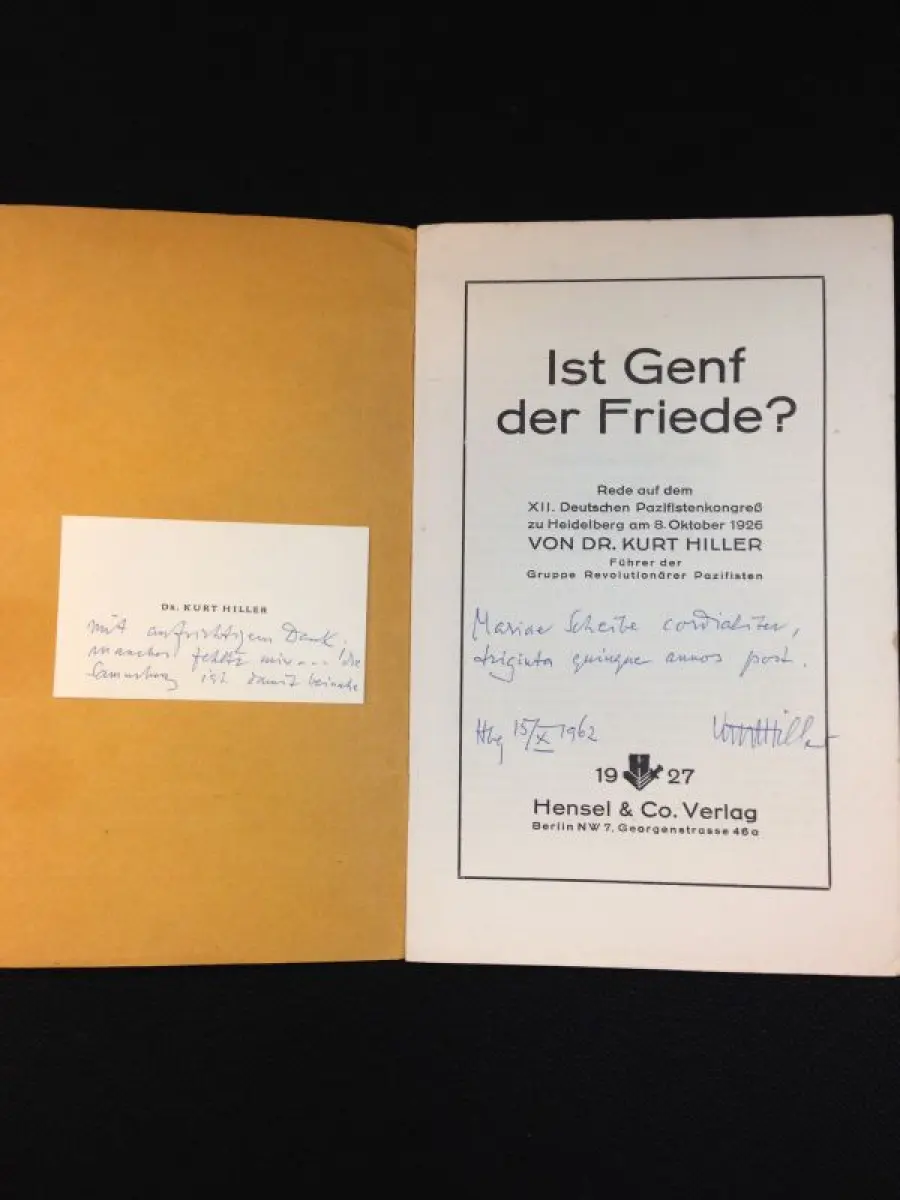 DR. KURT HILLER
mit aufrichtigem Dank!
manches fehlt mir... die
Sammlung ist damit beinahe
Ist Genf
der Friede?
Rede auf dem
XII. Deutschen Pazifistenkongreß
zu Heidelberg am 8. Oktober 1926
VON DR. KURT HILLER
Führer der
Gruppe Revolutionärer Pazifisten
Mariae Scheibe cordialiter,
triginta quinque annos post.
Hbg 15/X 1962 Kurt Hiller
19 27
Hensel & Co. Verlag
Berlin NW 7, Georgenstrasse 46a